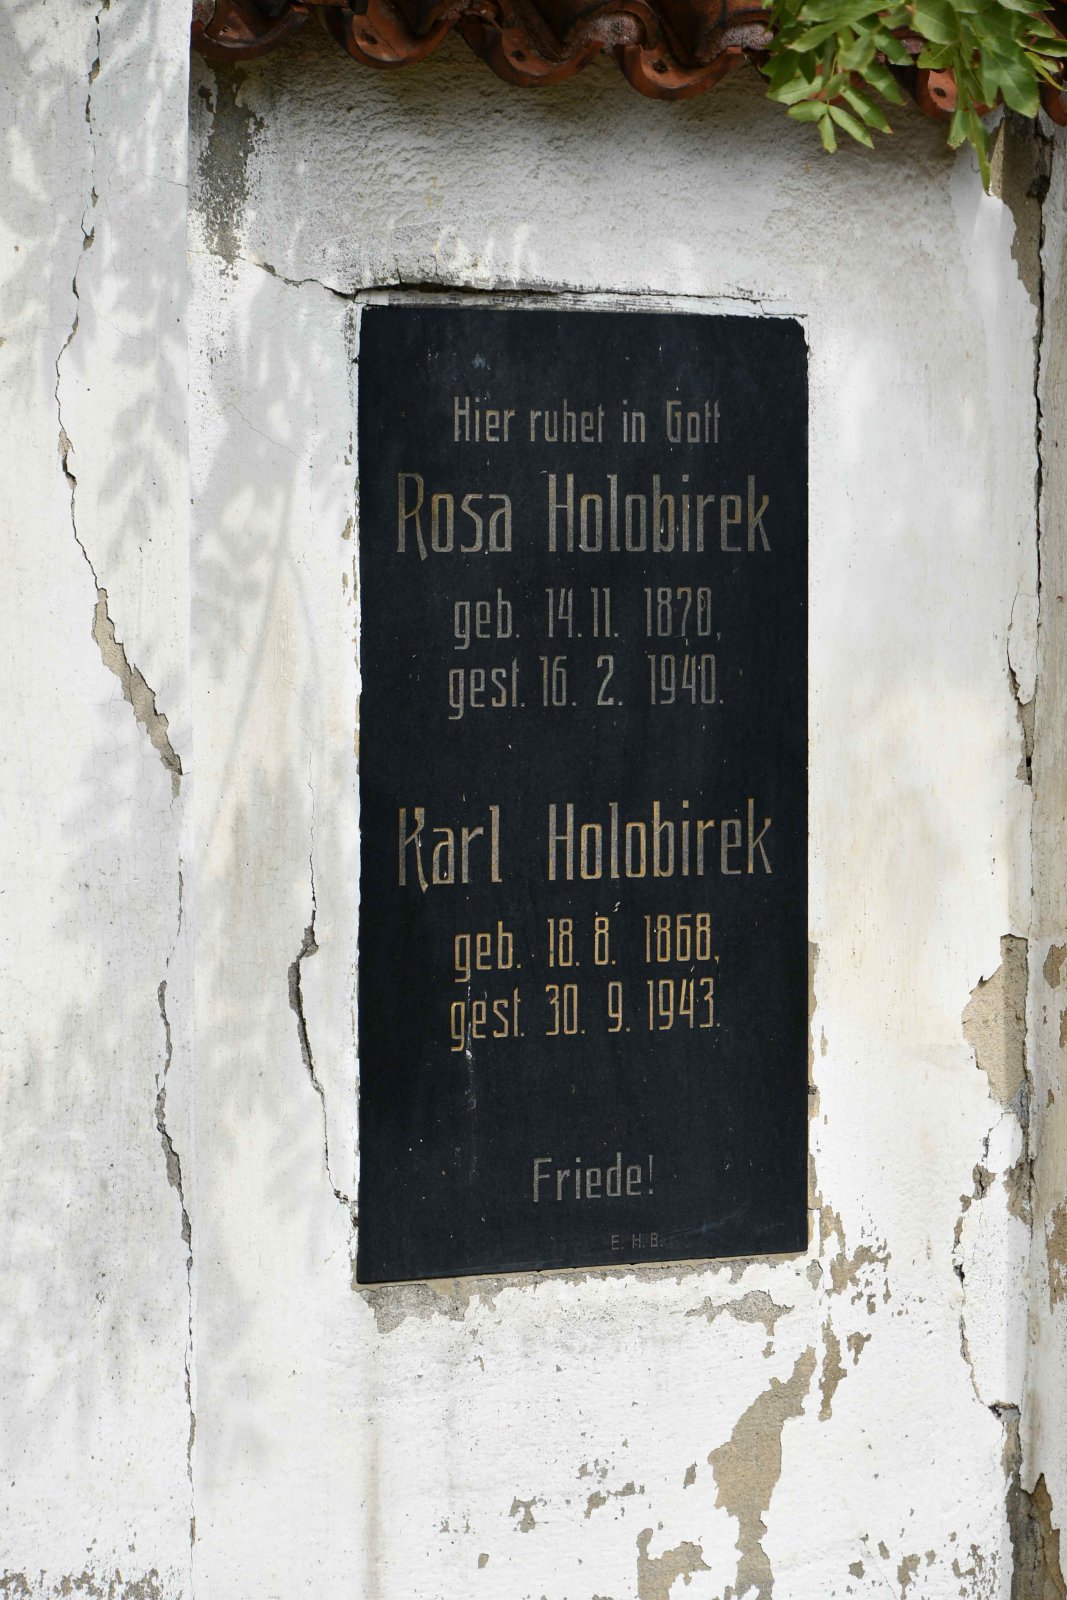 Hier ruhet in Gott
Rosa Holobirek
geb. 14. 11. 1870,
gest. 16. 2. 1940.
Karl Holobirek
geb. 18. 8. 1868,
gest. 30. 9. 1943.
Friede!
E. H. B.